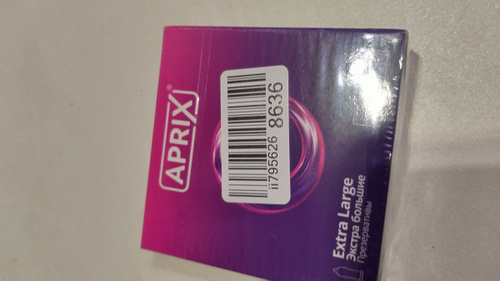 APRIX®
ii795626
8636
Extra Large
Экстра большие
Презервативы